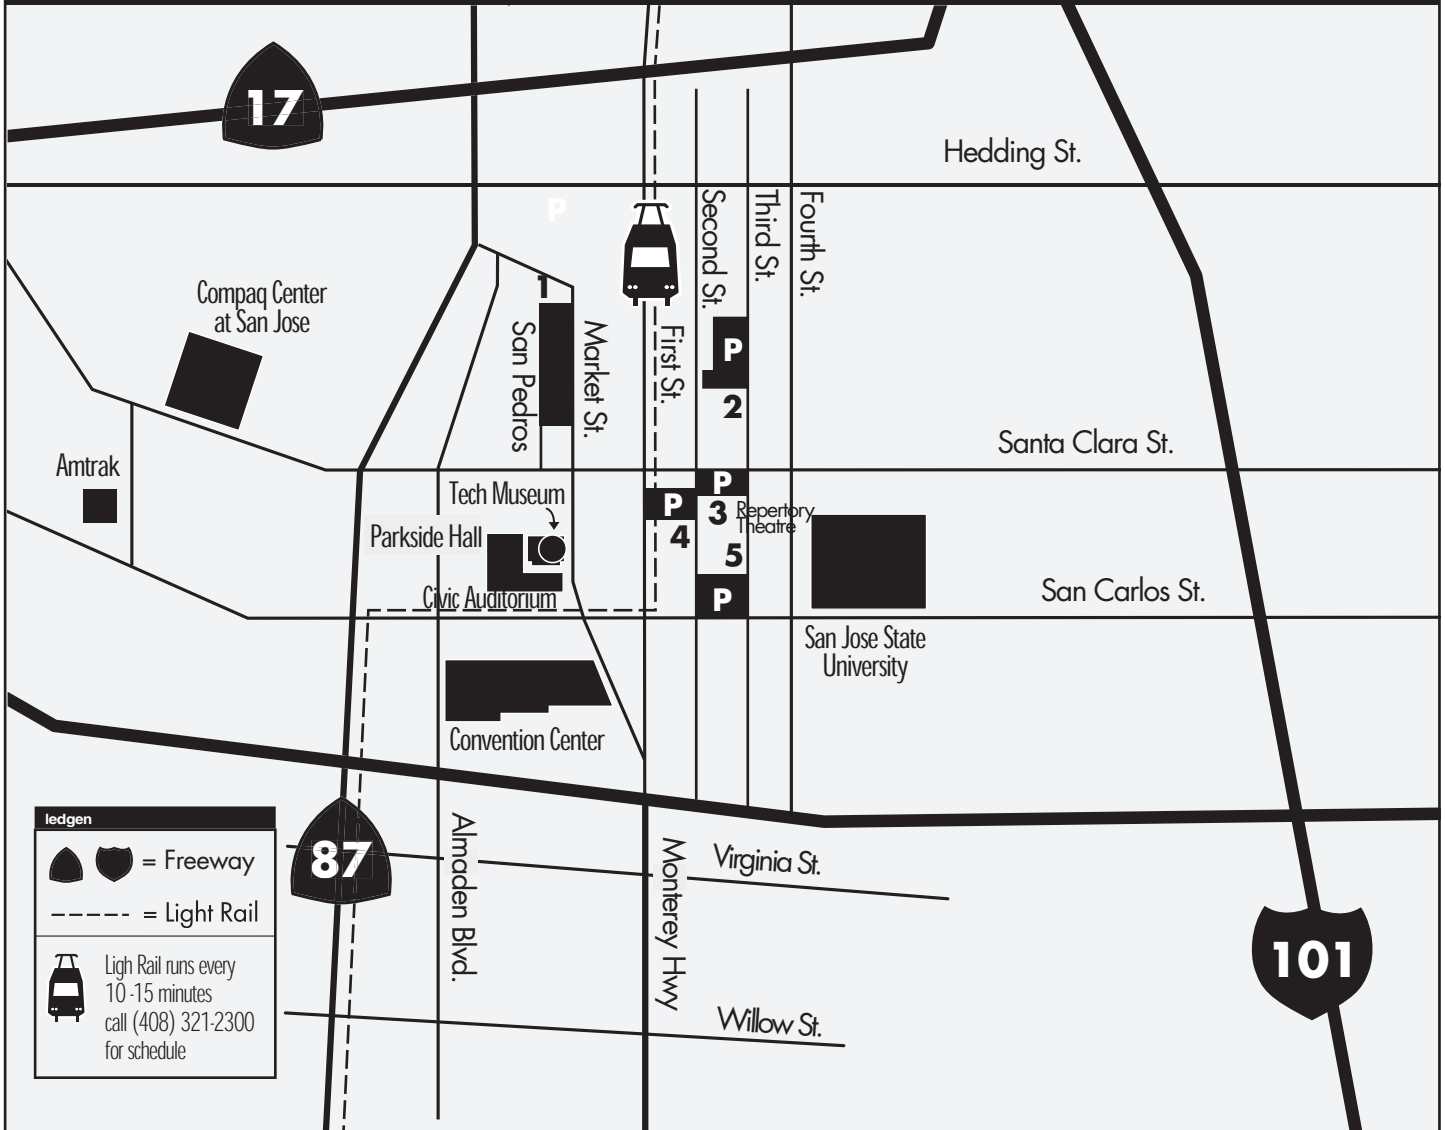 17
Hedding St.
P
Second St.
Third St.
Fourth St.
Compaq Center
at San Jose
1
San Pedros
Market St.
First St.
P
2
Santa Clara St.
Amtrak
Tech Museum
P
P
3
Repertory
Theatre
Parkside Hall
4
5
Civic Auditorium
P
San Carlos St.
San Jose State
University
Convention Center
ledgen
= Freeway
= Light Rail
Ligh Rail runs every
10 -15 minutes
call (408) 321-2300
for schedule
87
Almaden Blvd.
Monterey Hwy
Virginia St.
101
Willow St.